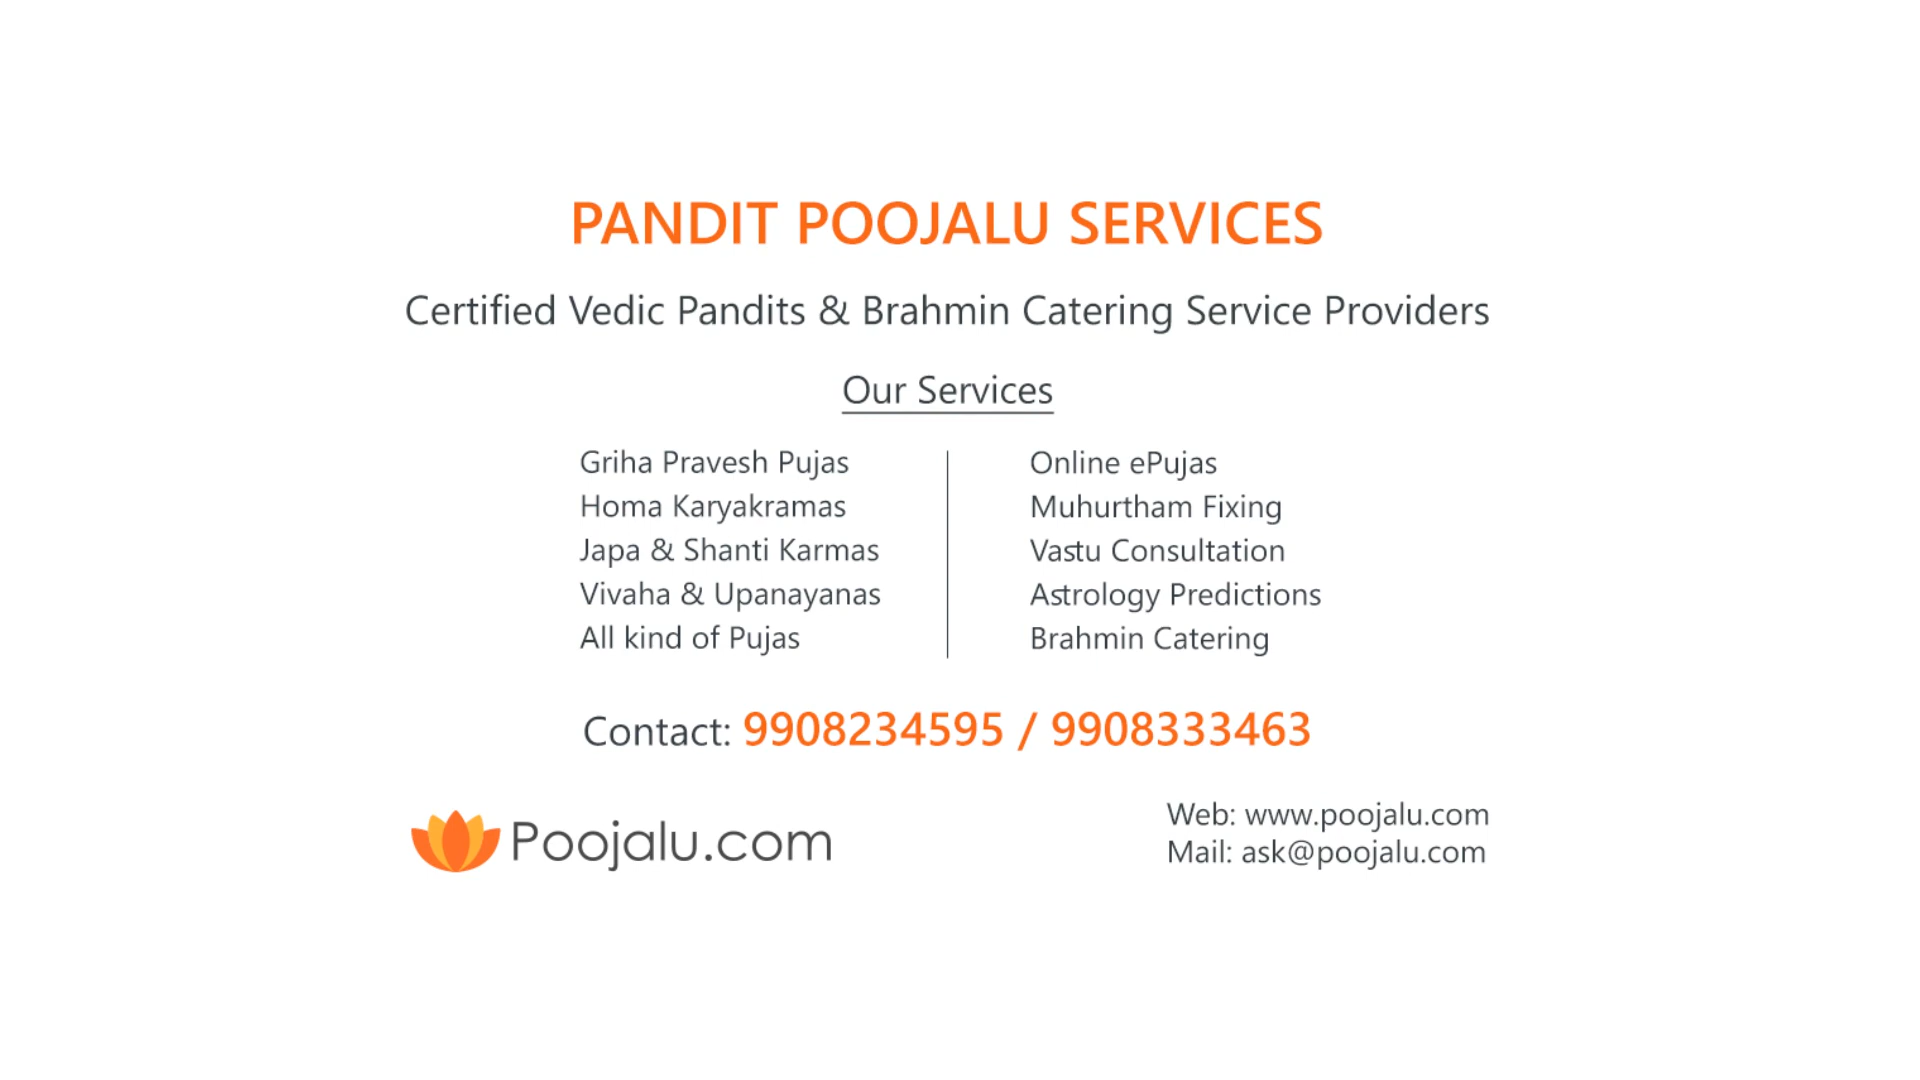 PANDIT POOJALU SERVICES
Certified Vedic Pandits & Brahmin Catering Service Providers
Our Services
Griha Pravesh Pujas
Homa Karyakramas
Japa & Shanti Karmas
Vivaha & Upanayanas
All kind of Pujas
Online ePujas
Muhurtham Fixing
Vastu Consultation
Astrology Predictions
Brahmin Catering
Contact: 9908234595 / 9908333463
Poojalu.com
Web: www.poojalu.com
Mail: ask@poojalu.com